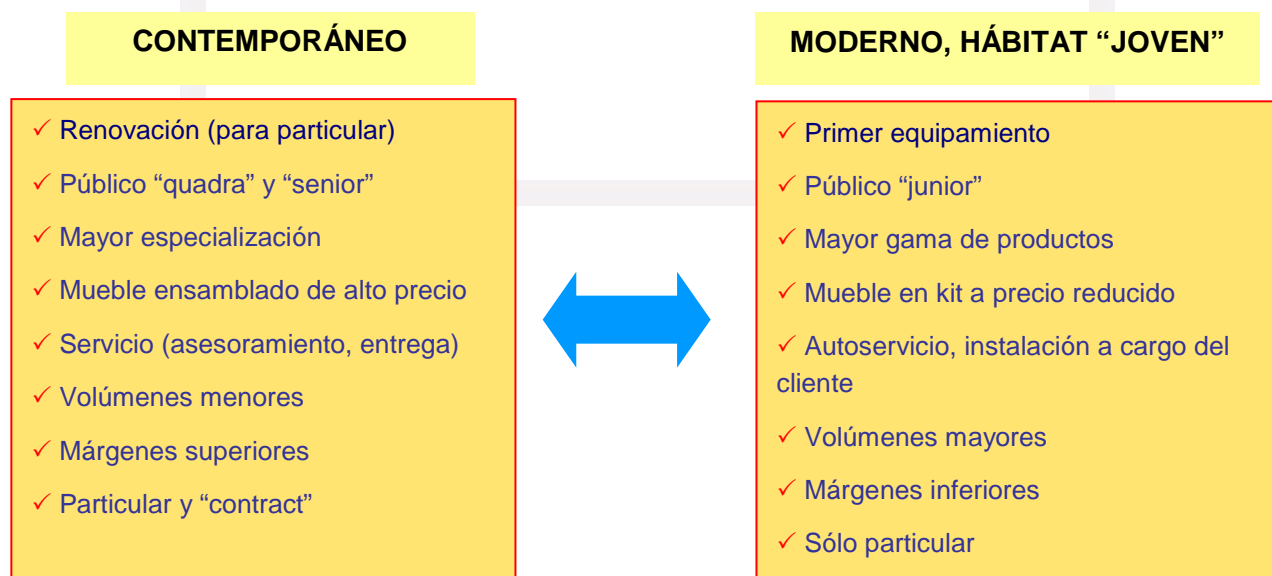 CONTEMPORÁNEO
✓ Renovación (para particular)
✓ Público “quadra” y “senior”
✓ Mayor especialización
✓ Mueble ensamblado de alto precio
✓ Servicio (asesoramiento, entrega)
✓ Volúmenes menores
✓ Márgenes superiores
✓ Particular y “contract”
MODERNO, HÁBITAT “JOVEN”
✓ Primer equipamiento
✓ Público “junior”
✓ Mayor gama de productos
✓ Mueble en kit a precio reducido
✓ Autoservicio, instalación a cargo del
cliente
✓ Volúmenes mayores
✓ Márgenes inferiores
✓ Sólo particular